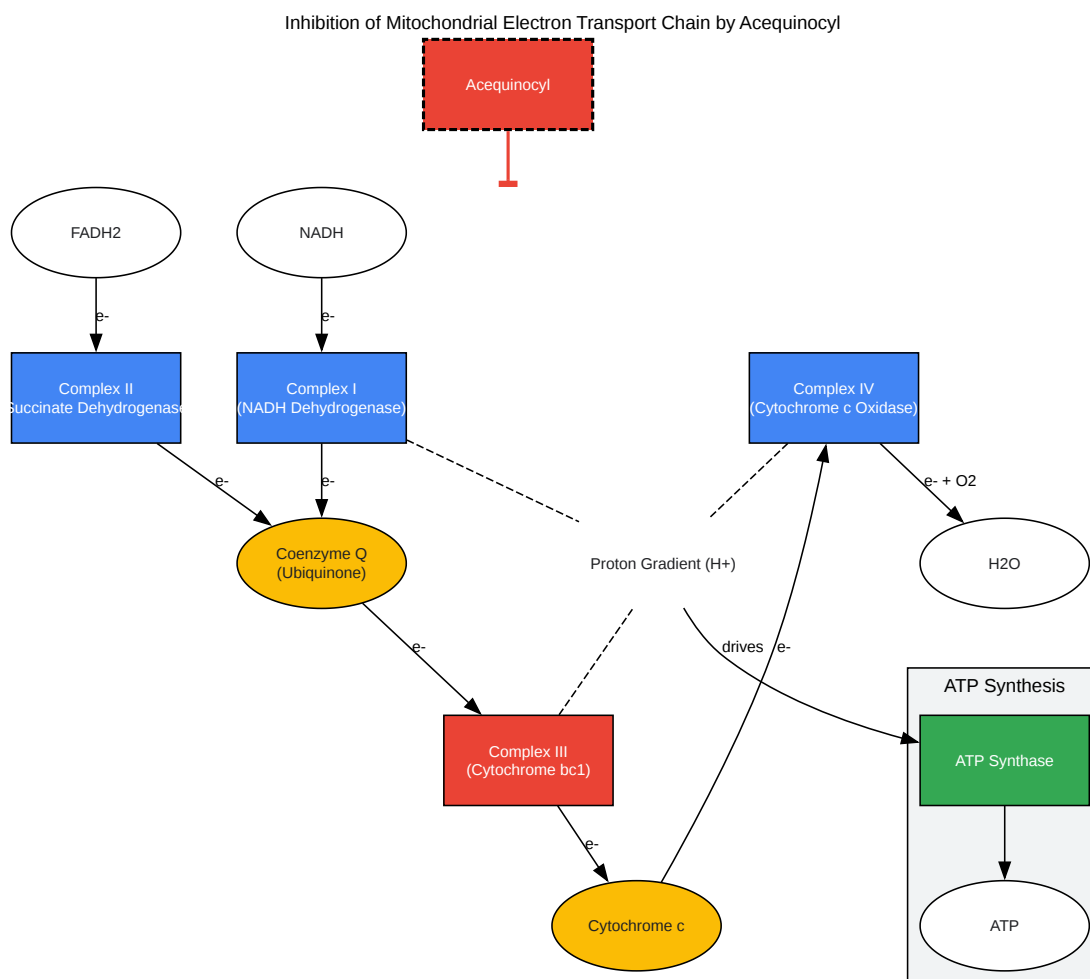 Inhibition of Mitochondrial Electron Transport Chain by Acequinocyl
Acequinocyl
FADH2
NADH
e-
e-
Complex II
Succinate Dehydrogenase
Complex I
(NADH Dehydrogenase)
Complex IV
(Cytochrome c Oxidase)
e-
e-
e- + O2
Coenzyme Q
(Ubiquinone)
Proton Gradient (H+)
H2O
e-
drives
e-
ATP Synthesis
Complex III
(Cytochrome bc1)
ATP Synthase
e-
Cytochrome c
ATP